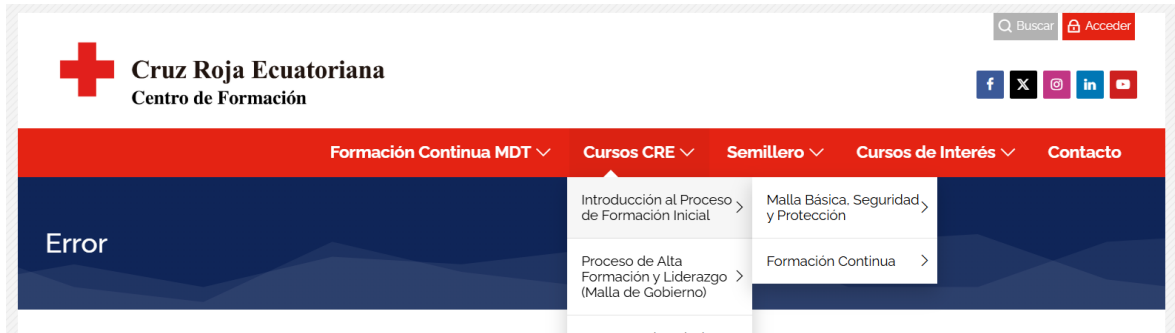 Buscar
Acceder
Cruz Roja Ecuatoriana
Centro de Formación
Formación Continua MDT
Cursos CRE
Semillero
Cursos de Interés
Contacto
Error
Introducción al Proceso
de Formación Inicial
Malla Básica, Seguridad
y Protección
Proceso de Alta
Formación y Liderazgo
(Malla de Gobierno)
Formación Continua